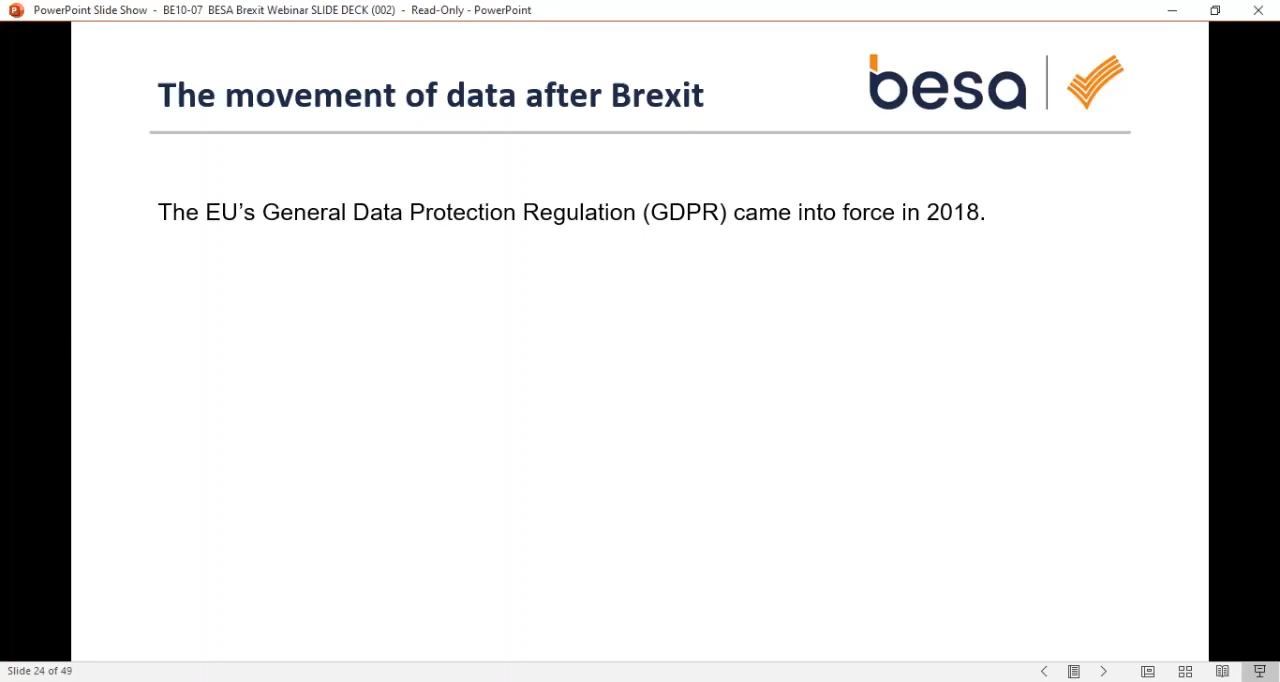 PowerPoint Slide Show - BE10-07 BESA Brexit Webinar SLIDE DECK (002) - Read-Only - PowerPoint
The movement of data after Brexit
besa
The EU’s General Data Protection Regulation (GDPR) came into force in 2018.
Slide 24 of 49